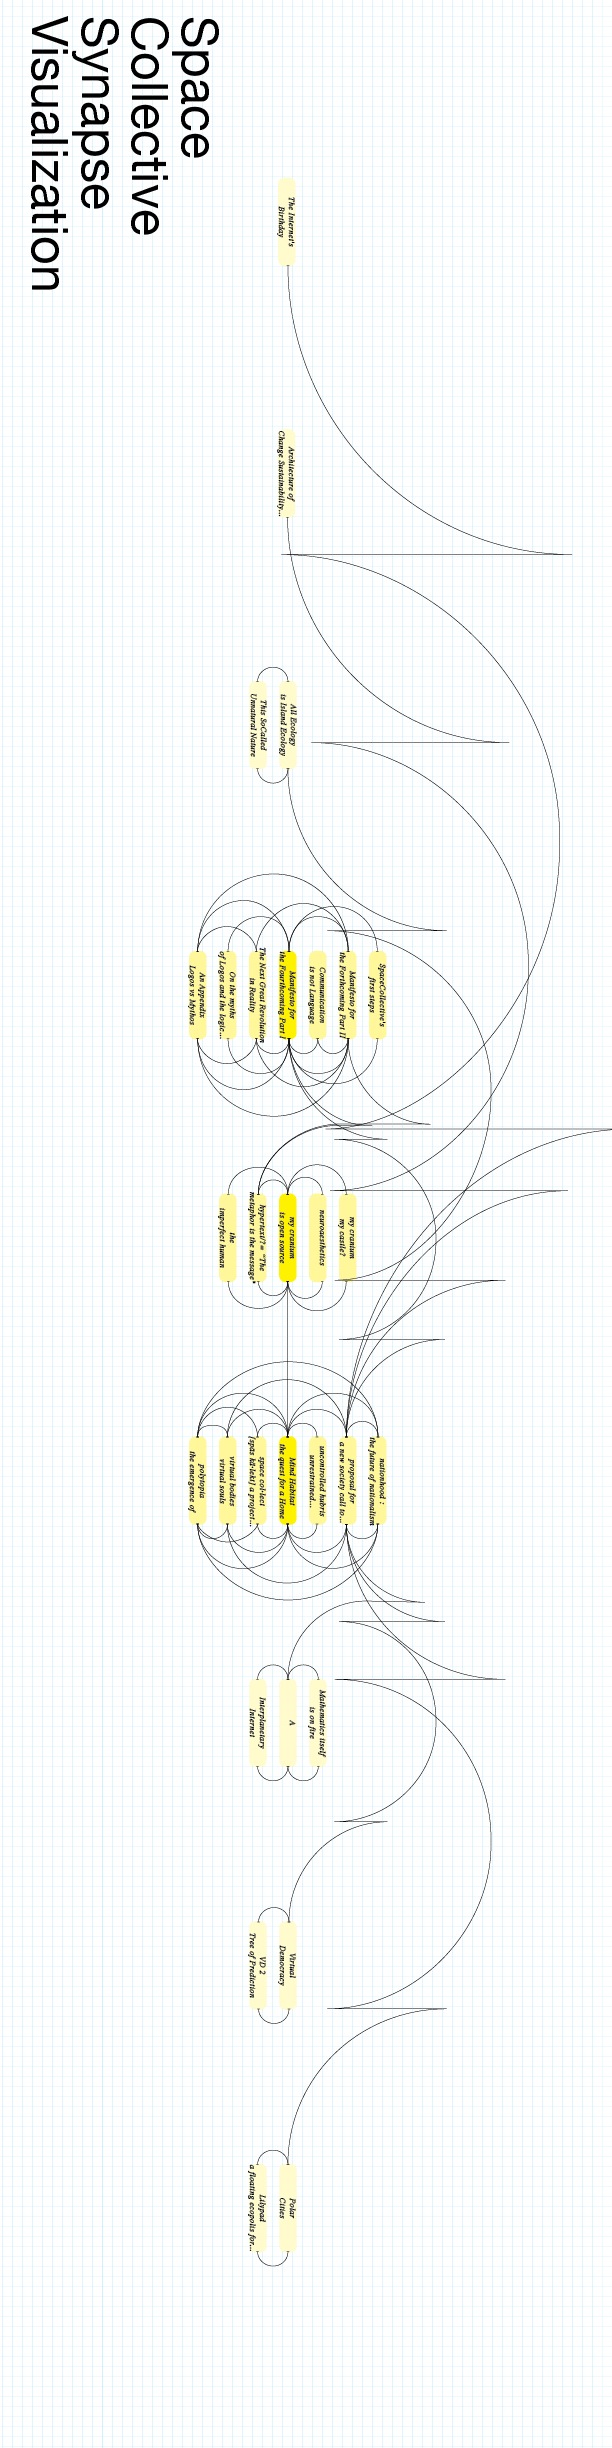 Space
Collective
Synapse
Visualization
The Internet's
Birthday
Architecture of
Change Sustainability...
All Ecology
is Island Ecology
This SoCalled
Unnatural Nature
SpaceCollective's
first steps
Manifesto for
the Forthcoming Part II
Communication
is not Language
Manifesto for
the Fourthcoming Part I
The Next Great Revolution
in Reality
On the myths
of Logos and the logic...
An Appendix
Logos vs Mythos
my cranium
my castle?
neuroaesthetics
my cranium
is open source
hypertext/?= "The
metaphor is the message"
the
imperfect human
nationhood :
the future of nationalism
proposal for
a new society call to...
uncontrolled hubris
unrestrained...
Mind Habitat
the quest for a Home
space col·lect
[spās kə-lekt] a project...
virtual bodies
virtual souls
polytopia
the emergence of
Mathematics itself
is on fire
A
Interplanetary
Internet
Virtual
Democracy
VD 2
Tree of Prediction
Polar
Cities
Lilypad
a floating ecopolis for...